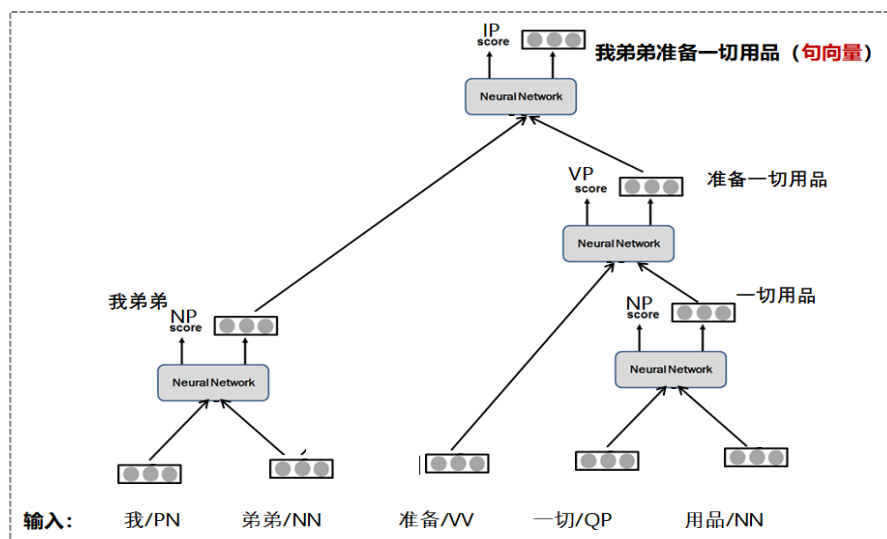 IP
score
我弟弟准备一切用品（句向量）
Neural Network
VP
score
准备一切用品
Neural Network
我弟弟
NP
score
一切用品
NP
score
Neural Network
Neural Network
输入： 我/PN 弟弟/NN 准备/VV 一切/QP 用品/NN